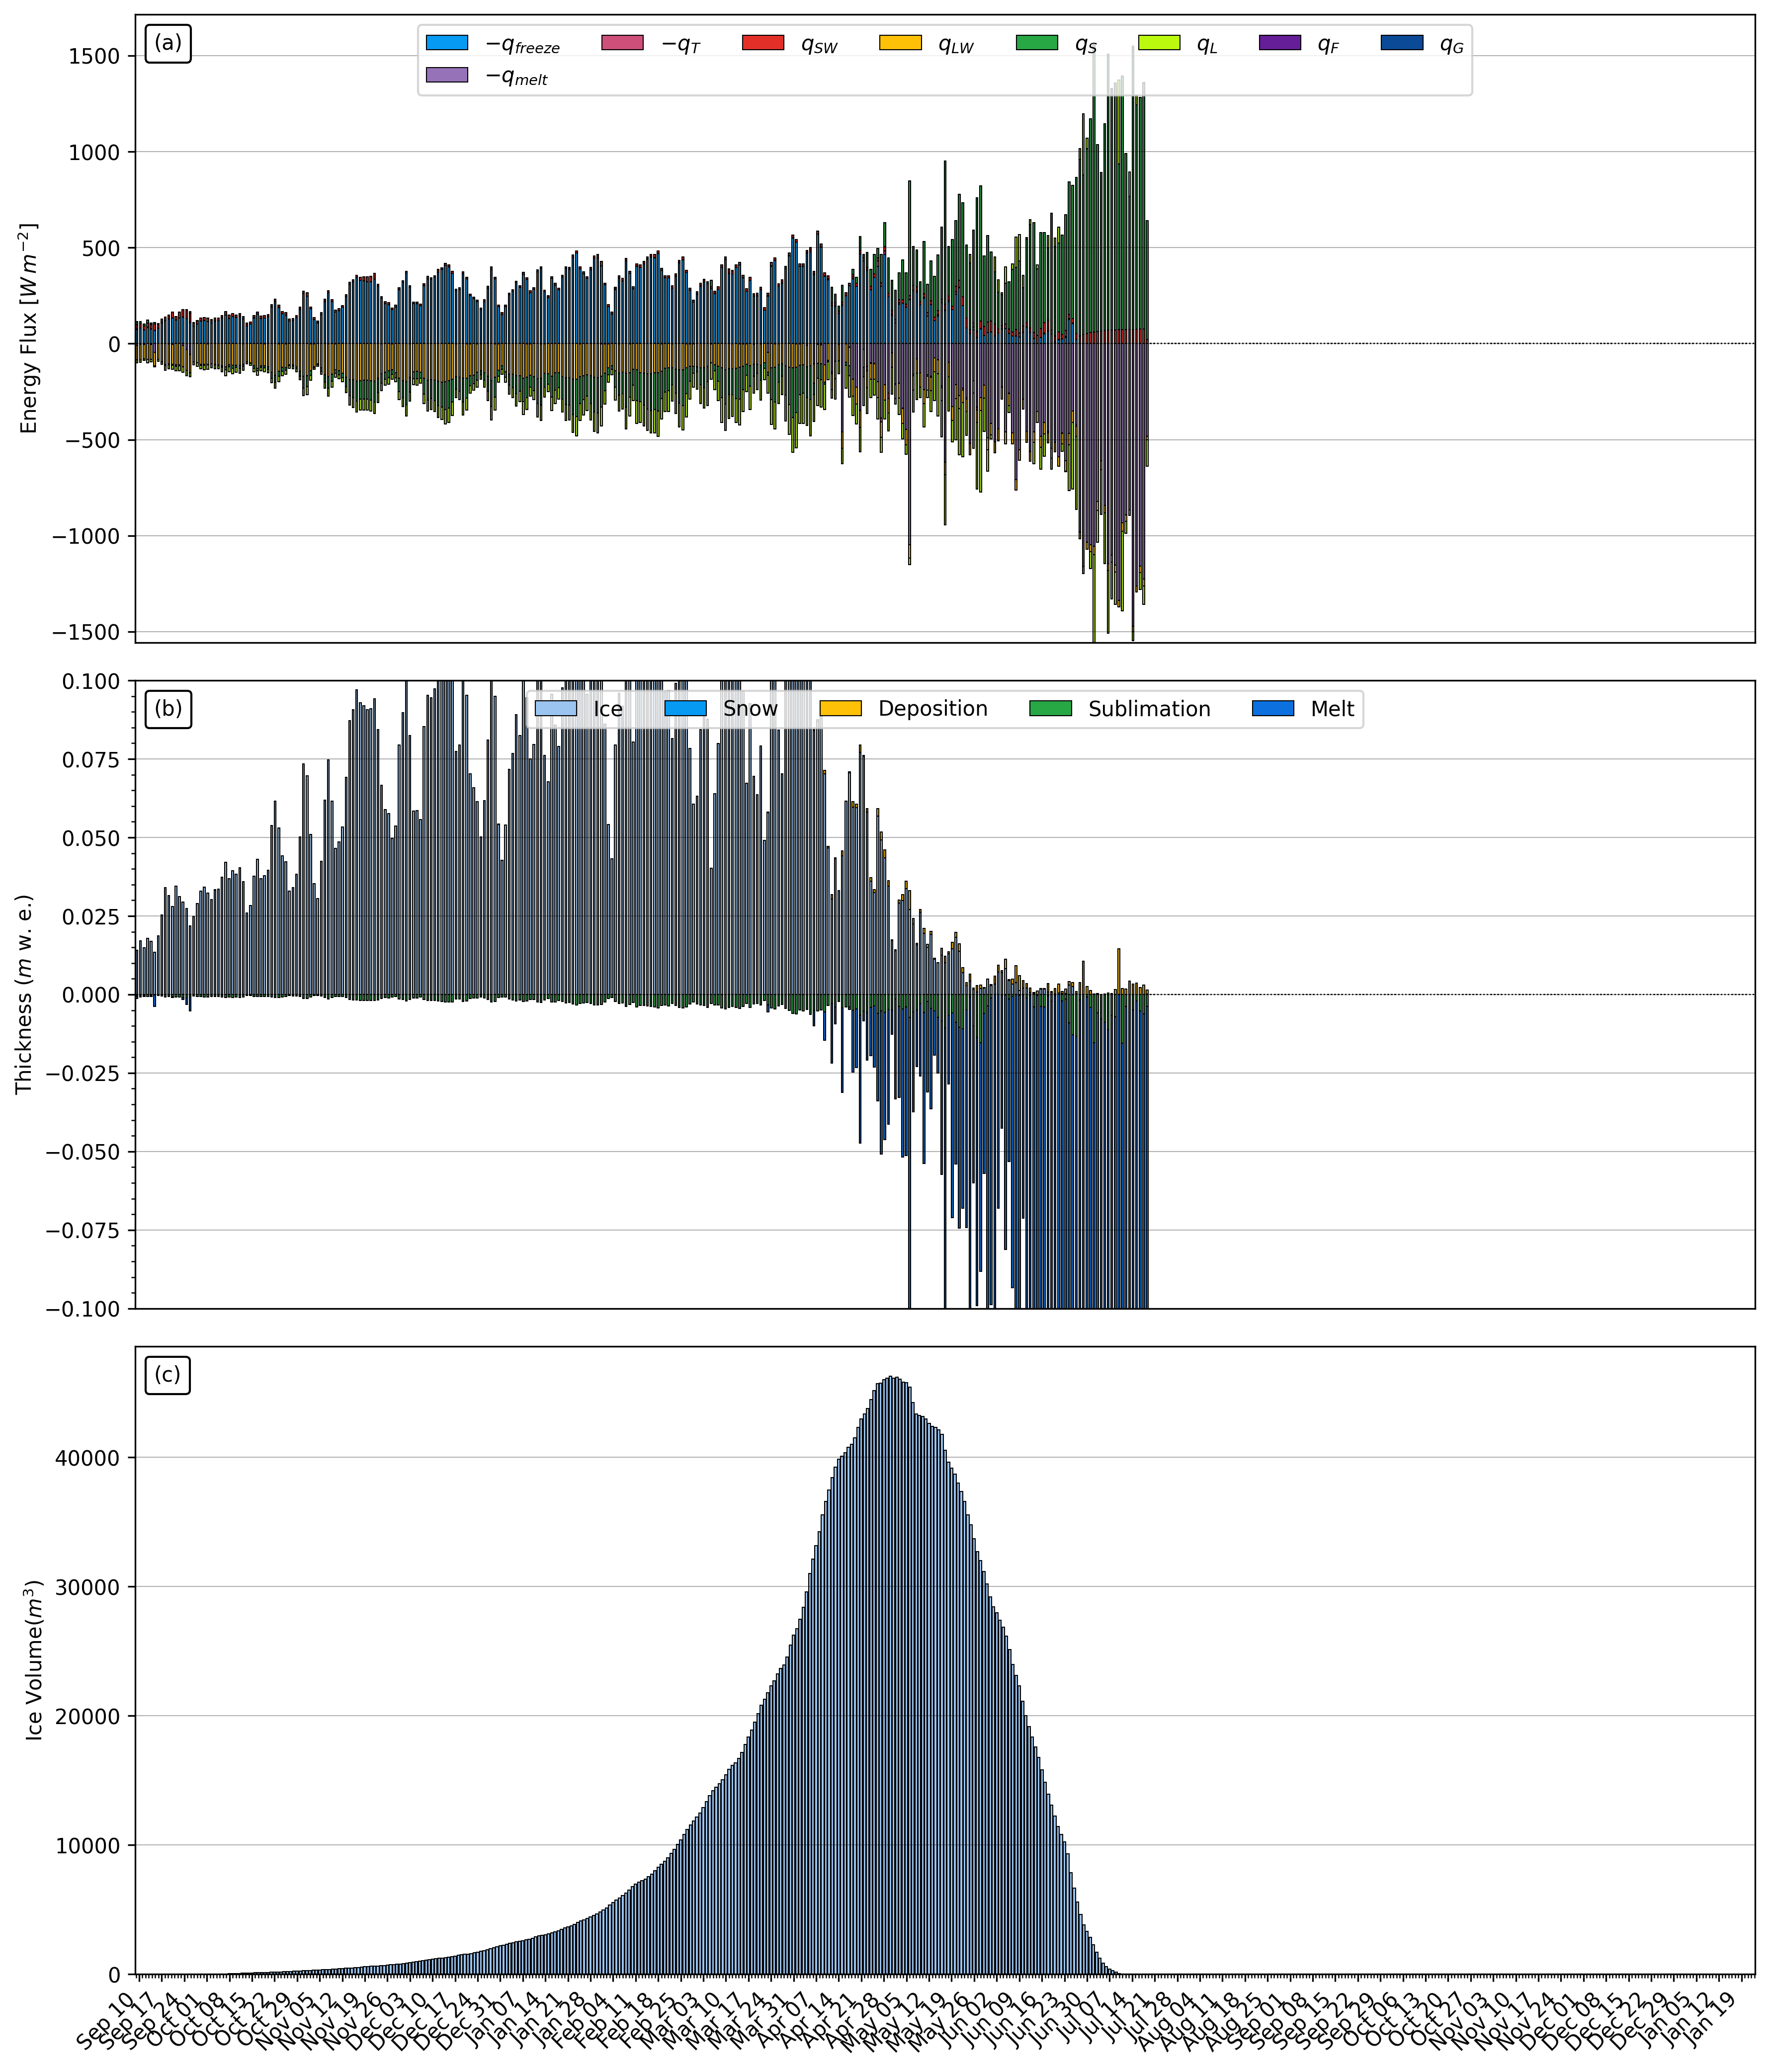 (a)
−q_freeze −q_T q_SW q_LW q_S q_L q_F q_G
−q_melt
1500
1000
500
0
−500
−1000
−1500
Energy Flux [W m⁻²]
(b)
Ice Snow Deposition Sublimation Melt
0.100
0.075
0.050
0.025
0.000
−0.025
−0.050
−0.075
−0.100
Thickness (m w. e.)
(c)
40000
30000
20000
10000
0
Ice Volume(m³)
Sep 10
Sep 17
Sep 24
Oct 01
Oct 08
Oct 15
Oct 22
Oct 29
Nov 05
Nov 12
Nov 19
Nov 26
Dec 03
Dec 10
Dec 17
Dec 24
Dec 31
Jan 07
Jan 14
Jan 21
Jan 28
Feb 04
Feb 11
Feb 18
Feb 25
Mar 03
Mar 10
Mar 17
Mar 24
Mar 31
Apr 07
Apr 14
Apr 21
Apr 28
May 05
May 12
May 19
May 26
Jun 02
Jun 09
Jun 16
Jun 23
Jun 30
Jul 07
Jul 14
Jul 21
Jul 28
Aug 04
Aug 11
Aug 18
Aug 25
Sep 01
Sep 08
Sep 15
Sep 22
Sep 29
Oct 06
Oct 13
Oct 20
Oct 27
Nov 03
Nov 10
Nov 17
Nov 24
Dec 01
Dec 08
Dec 15
Dec 22
Dec 29
Jan 05
Jan 12
Jan 19